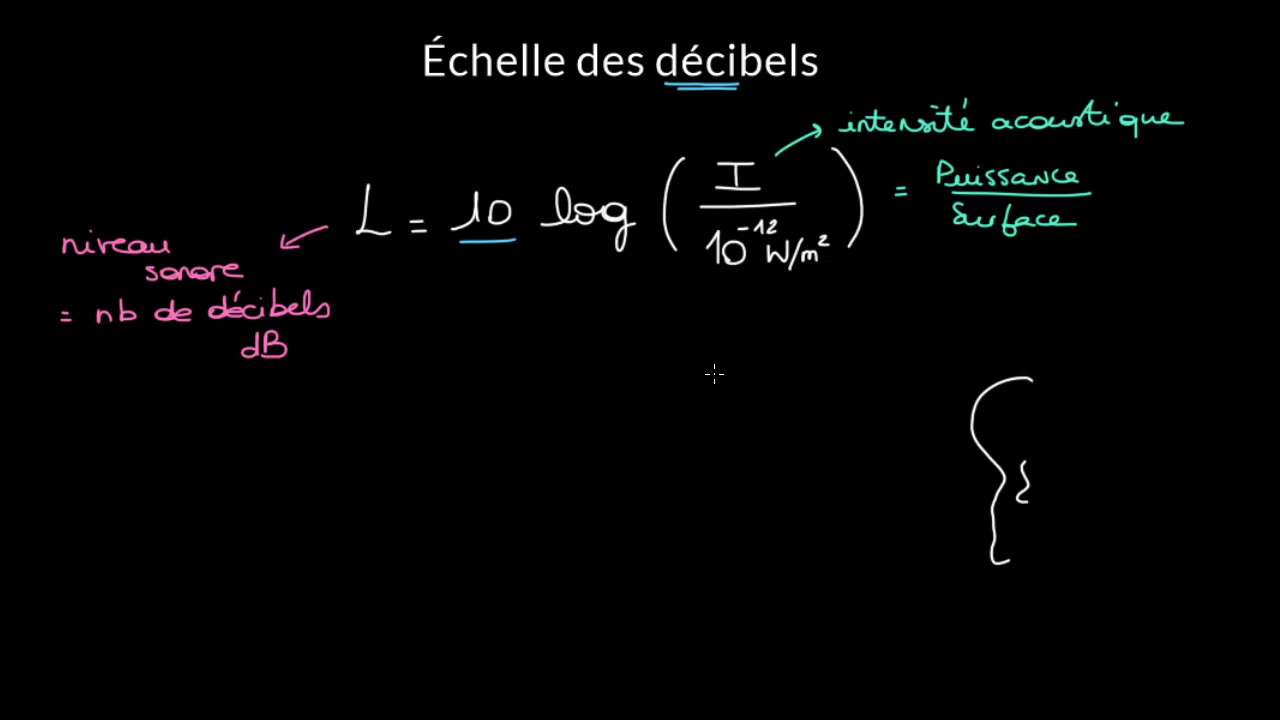 Échelle des décibels
intensité acoustique
L = 10 log ( I / 10⁻¹² W/m² ) = Puissance / Surface
niveau
sonore
= nb de décibels
dB